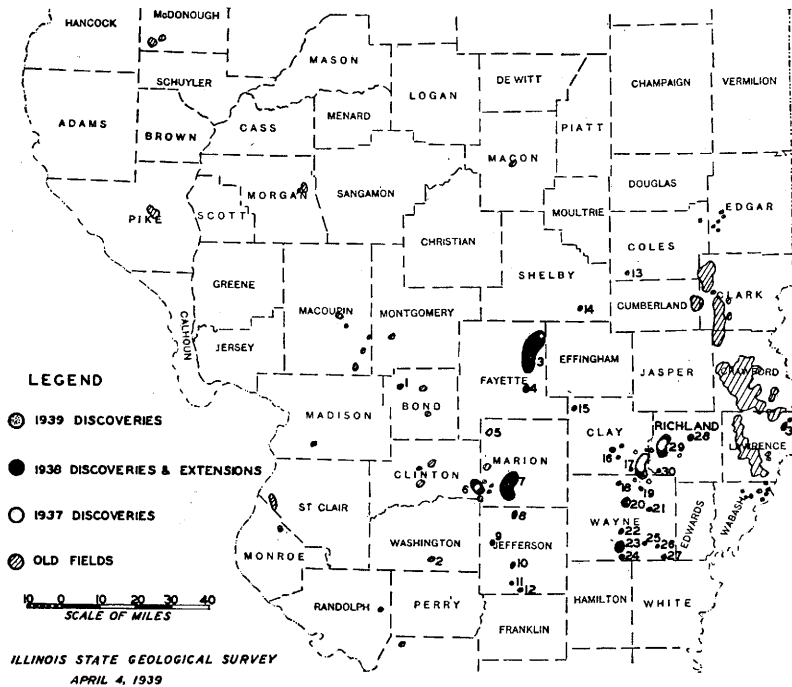 HANCOCK
McDONOUGH
SCHUYLER
MASON
LOGAN
DE WITT
CHAMPAIGN
VERMILION
ADAMS
BROWN
CASS
MENARD
PIATT
MACON
PIKE
SCOTT
MORGAN
SANGAMON
DOUGLAS
EDGAR
MOULTRIE
CHRISTIAN
COLES
SHELBY
13
GREENE
MACOUPIN
MONTGOMERY
14
CUMBERLAND
CLARK
CALHOUN
JERSEY
3
EFFINGHAM
JASPER
CRAWFORD
FAYETTE
4
LEGEND
1
BOND
15
1939 DISCOVERIES
MADISON
5
CLAY
RICHLAND
28
LAWRENCE
3
16
29
1938 DISCOVERIES & EXTENSIONS
CLINTON
MARION
6
7
17
30
1937 DISCOVERIES
ST CLAIR
8
18
19
20
21
WAYNE
EDWARDS
WABASH
OLD FIELDS
MONROE
WASHINGTON
2
9
JEFFERSON
10
22
23
24
25
26
27
11
12
10 0 10 20 30 40
SCALE OF MILES
RANDOLPH
PERRY
HAMILTON
WHITE
FRANKLIN
ILLINOIS STATE GEOLOGICAL SURVEY
APRIL 4, 1939